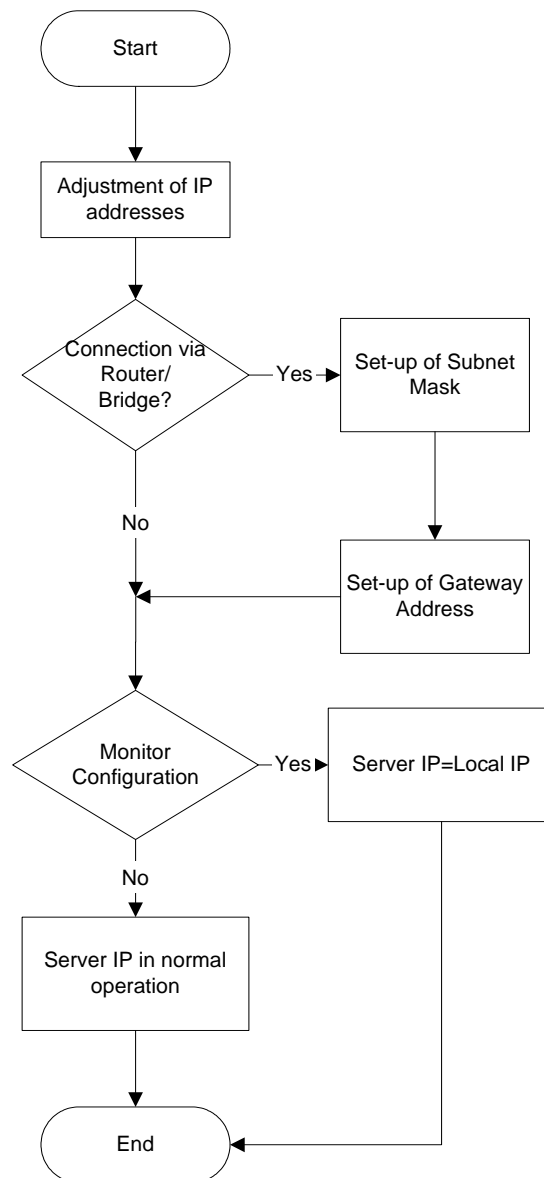 Start
Adjustment of IP
addresses
Connection via
Router/
Bridge?
Yes
Set-up of Subnet
Mask
No
Set-up of Gateway
Address
Monitor
Configuration
Yes
Server IP=Local IP
No
Server IP in normal
operation
End